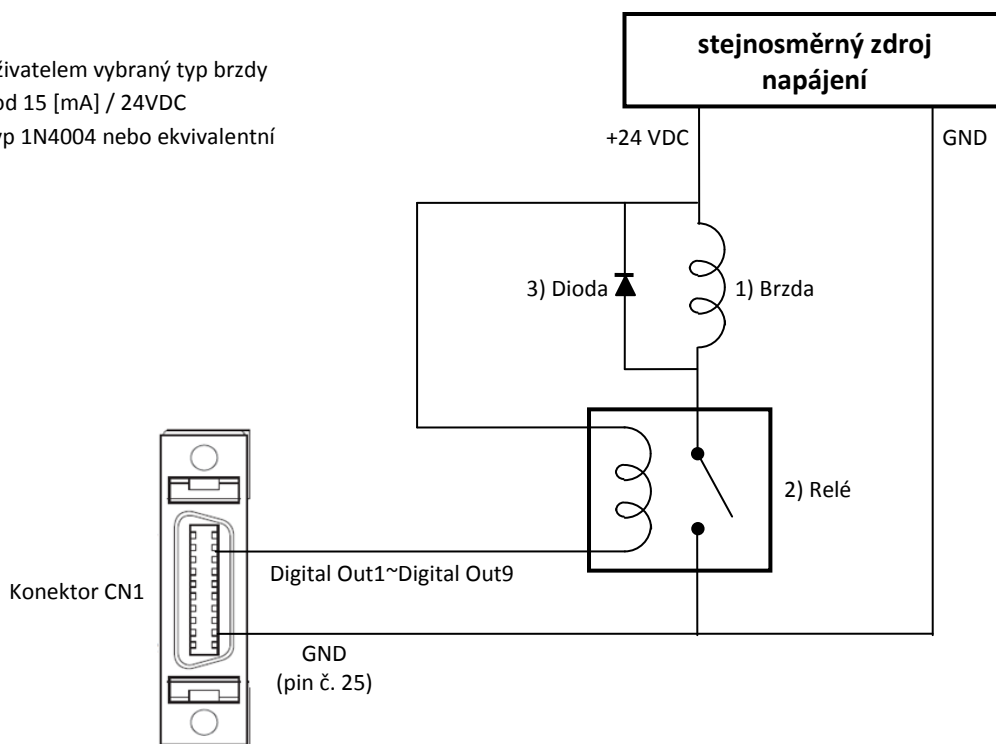 stejnosměrný zdroj
napájení
živatelem vybraný typ brzdy
od 15 [mA] / 24VDC
yp 1N4004 nebo ekvivalentní
+24 VDC
GND
3) Dioda
1) Brzda
2) Relé
Digital Out1~Digital Out9
Konektor CN1
GND
(pin č. 25)